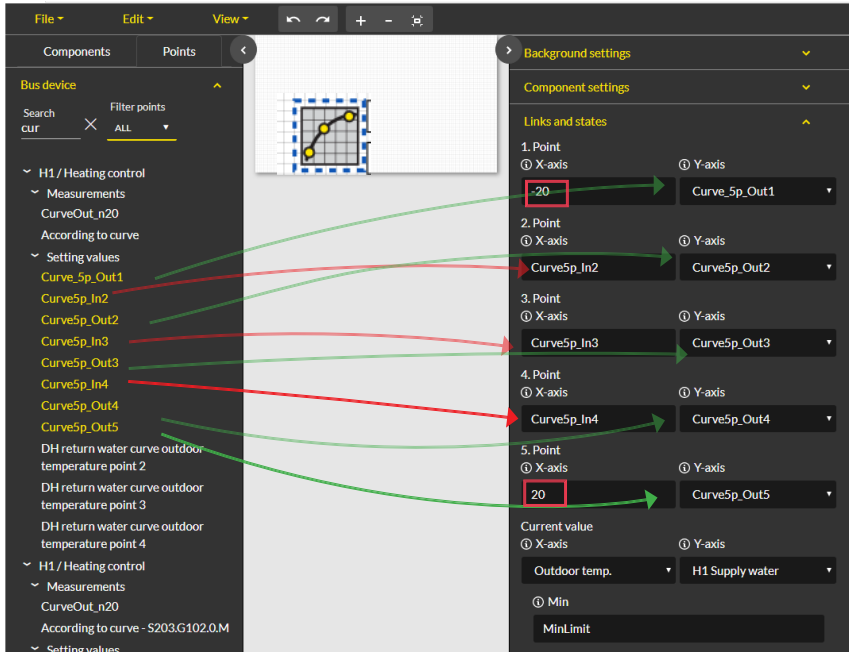 File Edit View + -
Components Points
Bus device
Search
cur
Filter points
ALL
H1 / Heating control
Measurements
CurveOut_n20
According to curve
Setting values
Curve_5p_Out1
Curve5p_In2
Curve5p_Out2
Curve5p_In3
Curve5p_Out3
Curve5p_In4
Curve5p_Out4
Curve5p_Out5
DH return water curve outdoor
temperature point 2
DH return water curve outdoor
temperature point 3
DH return water curve outdoor
temperature point 4
H1 / Heating control
Measurements
CurveOut_n20
According to curve - S203.G102.0.M
Setting values
Background settings
Component settings
Links and states
1. Point
X-axis Y-axis
-20 Curve_5p_Out1
2. Point
X-axis Y-axis
Curve5p_In2 Curve5p_Out2
3. Point
X-axis Y-axis
Curve5p_In3 Curve5p_Out3
4. Point
X-axis Y-axis
Curve5p_In4 Curve5p_Out4
5. Point
X-axis Y-axis
20 Curve5p_Out5
Current value
X-axis Y-axis
Outdoor temp. H1 Supply water
Min
MinLimit